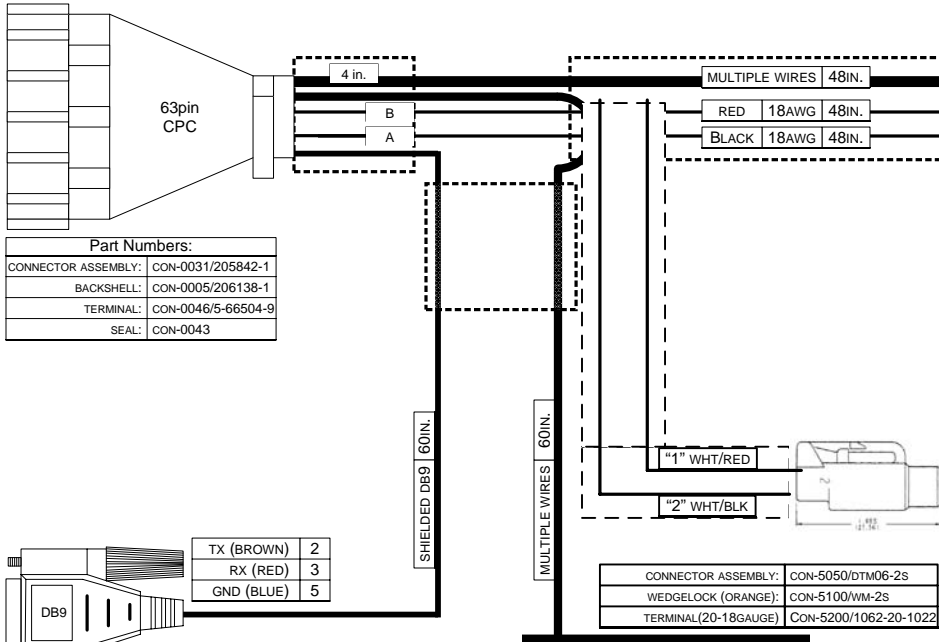 4 in.
MULTIPLE WIRES 48IN.
63pin
CPC
B
RED 18AWG 48IN.
A
BLACK 18AWG 48IN.
Part Numbers:
CONNECTOR ASSEMBLY: CON-0031/205842-1
BACKSHELL: CON-0005/206138-1
TERMINAL: CON-0046/5-66504-9
SEAL: CON-0043
SHIELDED DB9 60IN.
MULTIPLE WIRES 60IN.
"1" WHT/RED
"2" WHT/BLK
2
TX (BROWN) 2
RX (RED) 3
GND (BLUE) 5
DB9
CONNECTOR ASSEMBLY: CON-5050/DTM06-2S
WEDGELOCK (ORANGE): CON-5100/WM-2S
TERMINAL(20-18GAUGE) CON-5200/1062-20-1022